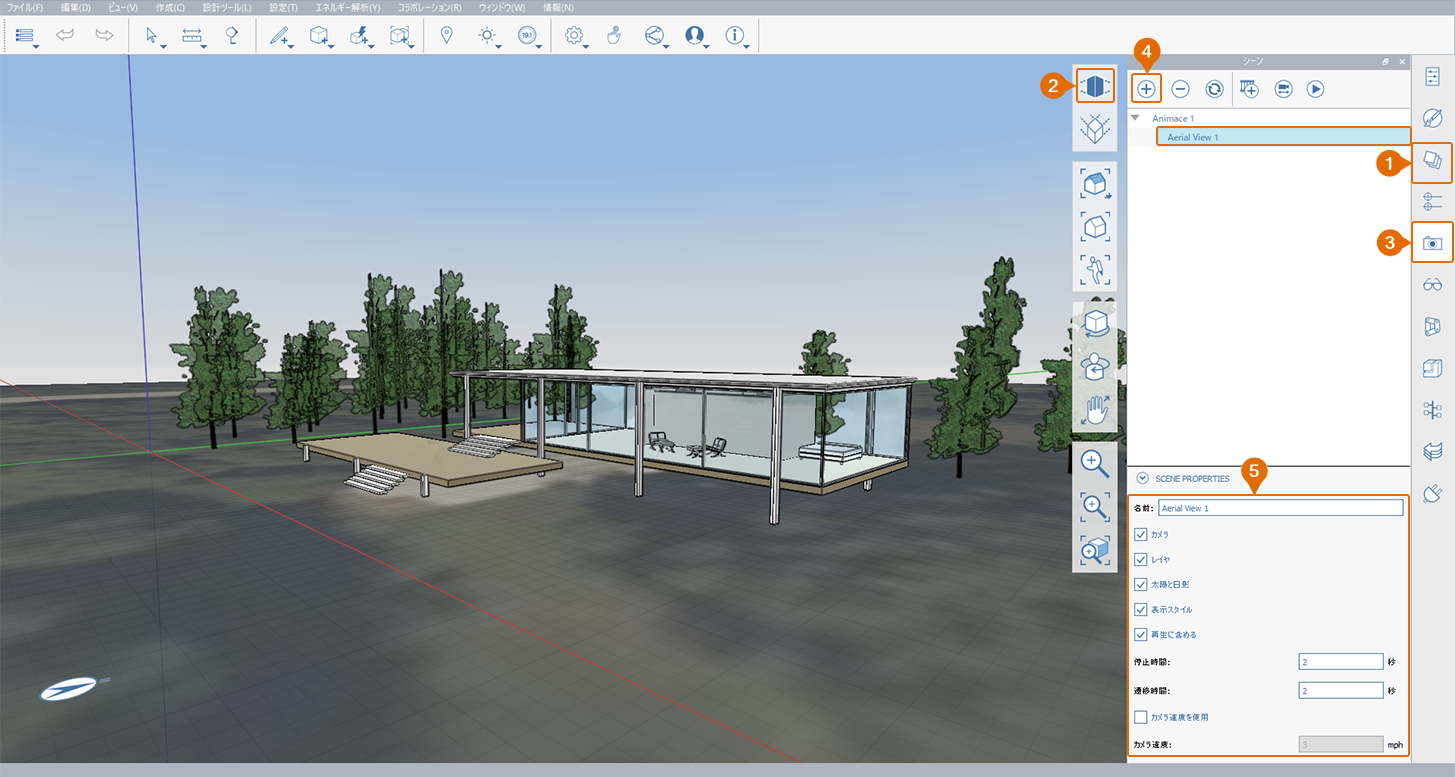 ファイル(F) 編集(D) ビュー(V) 作成(C) 設計ツール(L) 設定(T) エネルギー解析(Y) コラボレーション(R) ウィンドウ(W) 情報(N)
19:1
シーン
4
2
Animace 1
Aerial View 1
1
3
5
SCENE PROPERTIES
名前: Aerial View 1
カメラ
レイヤ
太陽と日影
表示スタイル
再生に含める
停止時間: 2 秒
遷移時間: 2 秒
カメラ速度を使用
カメラ速度: 3 mph